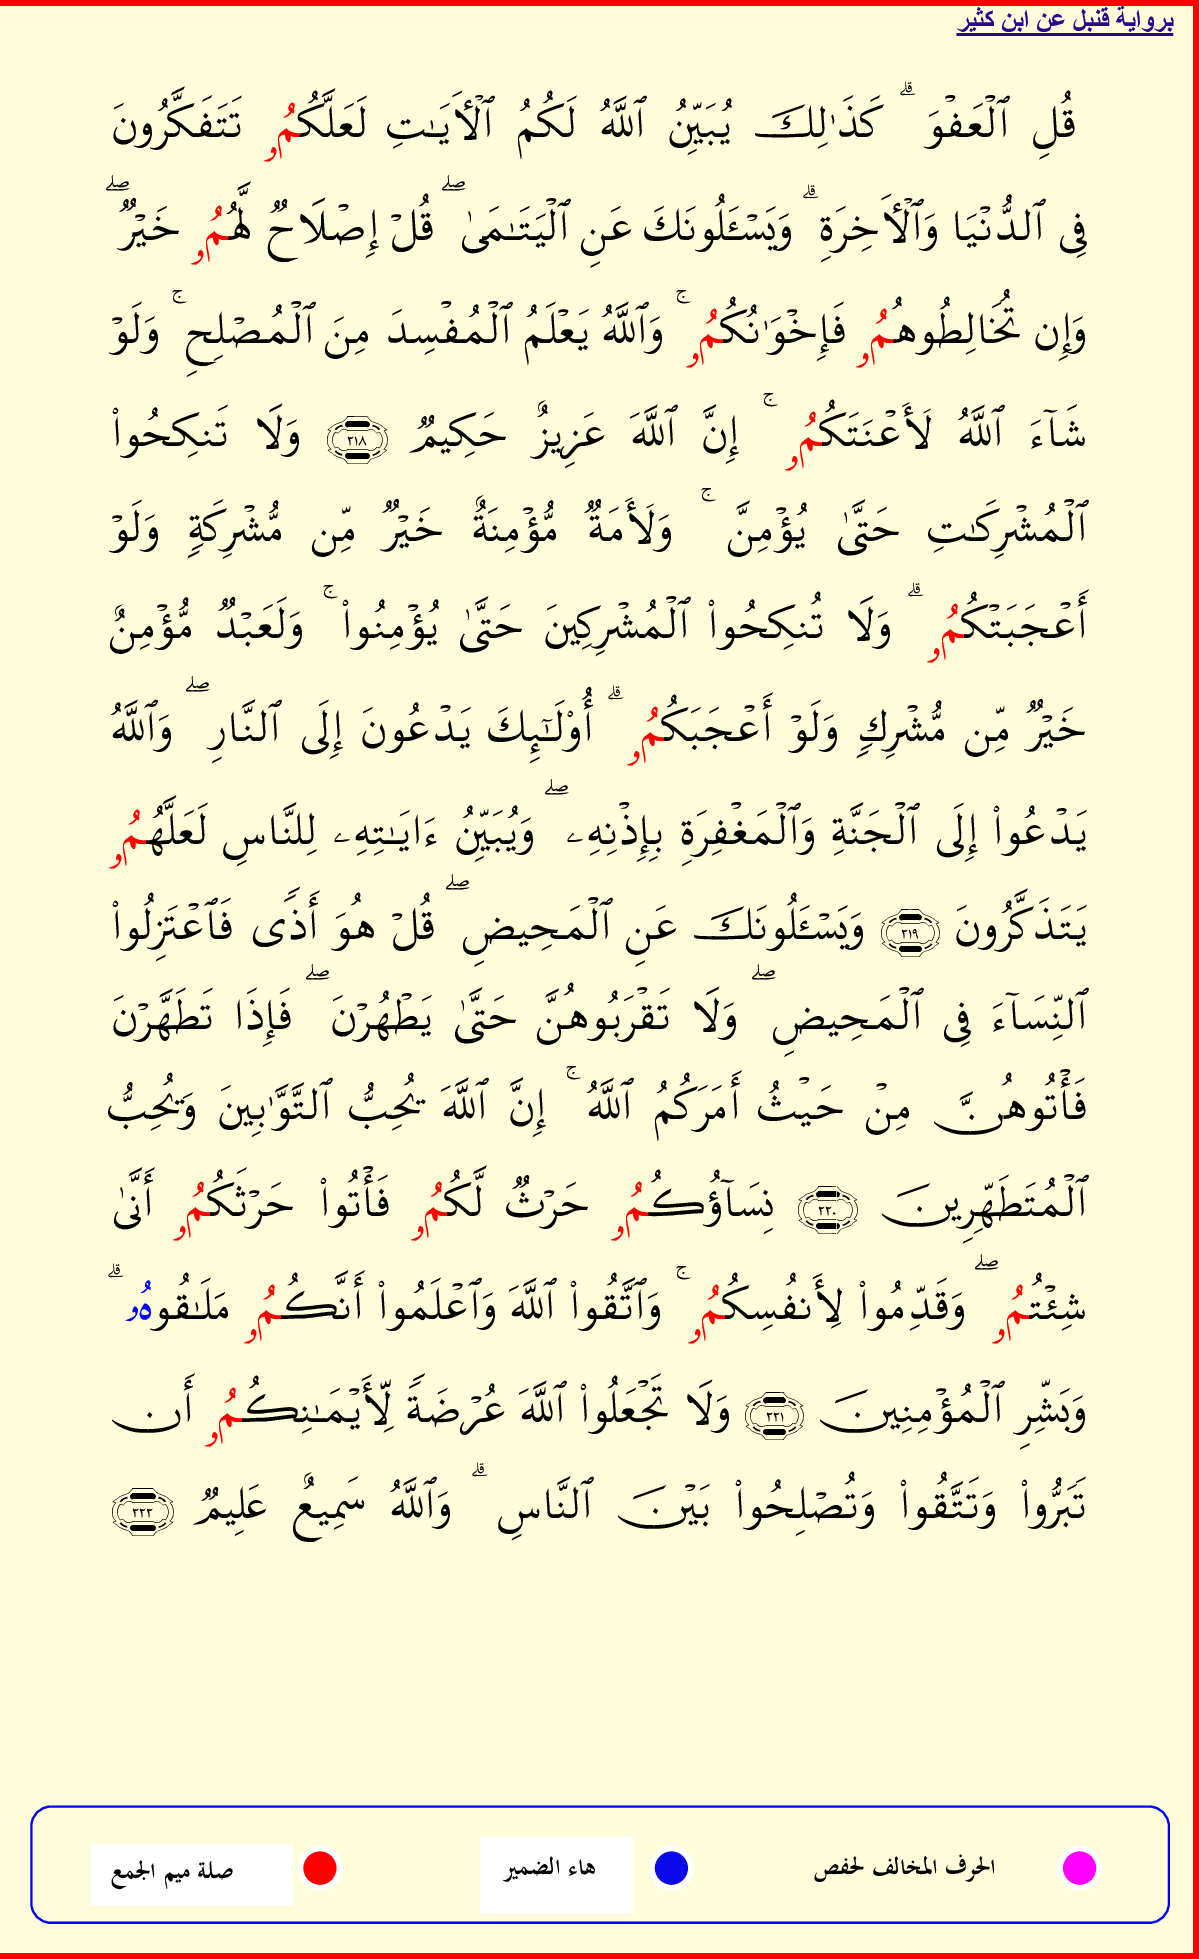 برواية قنبل عن ابن كثير
قُلِ ٱلْعَفْوَ ۗ كَذَٰلِكَ يُبَيِّنُ ٱللَّهُ لَكُمُ ٱلْأَيَـٰتِ لَعَلَّكُمُۥ تَتَفَكَّرُونَ
فِى ٱلدُّنْيَا وَٱلْأَخِرَةِ ۗ وَيَسْـَٔلُونَكَ عَنِ ٱلْيَتَـٰمَىٰ ۖ قُلْ إِصْلَاحٌ لَّهُمُۥ خَيْرٌ ۖ
وَإِن تُخَالِطُوهُمُۥ فَإِخْوَٰنُكُمُۥ ۚ وَٱللَّهُ يَعْلَمُ ٱلْمُفْسِدَ مِنَ ٱلْمُصْلِحِ ۚ وَلَوْ
شَآءَ ٱللَّهُ لَأَعْنَتَكُمُۥ ۚ إِنَّ ٱللَّهَ عَزِيزٌ حَكِيمٌ ٢١٨ وَلَا تَنكِحُوا۟
ٱلْمُشْرِكَـٰتِ حَتَّىٰ يُؤْمِنَّ ۚ وَلَأَمَةٌ مُّؤْمِنَةٌ خَيْرٌ مِّن مُّشْرِكَةٍ وَلَوْ
أَعْجَبَتْكُمُۥ ۗ وَلَا تُنكِحُوا۟ ٱلْمُشْرِكِينَ حَتَّىٰ يُؤْمِنُوا۟ ۚ وَلَعَبْدٌ مُّؤْمِنٌ
خَيْرٌ مِّن مُّشْرِكٍ وَلَوْ أَعْجَبَكُمُۥ ۗ أُو۟لَـٰٓئِكَ يَدْعُونَ إِلَى ٱلنَّارِ ۖ وَٱللَّهُ
يَدْعُوا۟ إِلَى ٱلْجَنَّةِ وَٱلْمَغْفِرَةِ بِإِذْنِهِۦ ۖ وَيُبَيِّنُ ءَايَـٰتِهِۦ لِلنَّاسِ لَعَلَّهُمُۥ
يَتَذَكَّرُونَ ٢١٩ وَيَسْـَٔلُونَكَ عَنِ ٱلْمَحِيضِ ۖ قُلْ هُوَ أَذًى فَٱعْتَزِلُوا۟
ٱلنِّسَآءَ فِى ٱلْمَحِيضِ ۖ وَلَا تَقْرَبُوهُنَّ حَتَّىٰ يَطْهُرْنَ ۖ فَإِذَا تَطَهَّرْنَ
فَأْتُوهُنَّ مِنْ حَيْثُ أَمَرَكُمُ ٱللَّهُ ۚ إِنَّ ٱللَّهَ يُحِبُّ ٱلتَّوَّٰبِينَ وَيُحِبُّ
ٱلْمُتَطَهِّرِينَ ٢٢٠ نِسَآؤُكُمُۥ حَرْثٌ لَّكُمُۥ فَأْتُوا۟ حَرْثَكُمُۥ أَنَّىٰ
شِئْتُمُۥ ۖ وَقَدِّمُوا۟ لِأَنفُسِكُمُۥ ۚ وَٱتَّقُوا۟ ٱللَّهَ وَٱعْلَمُوا۟ أَنَّكُمُۥ مَلَـٰقُوهُۥ ۗ
وَبَشِّرِ ٱلْمُؤْمِنِينَ ٢٢١ وَلَا تَجْعَلُوا۟ ٱللَّهَ عُرْضَةً لِّأَيْمَـٰنِكُمُۥ أَن
تَبَرُّوا۟ وَتَتَّقُوا۟ وَتُصْلِحُوا۟ بَيْنَ ٱلنَّاسِ ۗ وَٱللَّهُ سَمِيعٌ عَلِيمٌ ٢٢٢
الحرف المخالف لحفص هاء الضمير صلة ميم الجمع